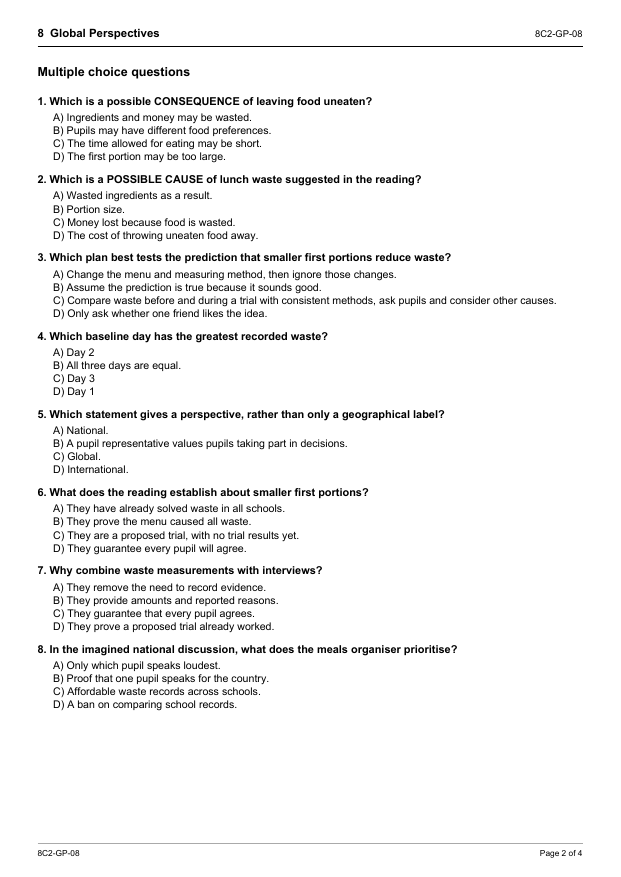 8 Global Perspectives
8C2-GP-08
Multiple choice questions
1. Which is a possible CONSEQUENCE of leaving food uneaten?
A) Ingredients and money may be wasted.
B) Pupils may have different food preferences.
C) The time allowed for eating may be short.
D) The first portion may be too large.
2. Which is a POSSIBLE CAUSE of lunch waste suggested in the reading?
A) Wasted ingredients as a result.
B) Portion size.
C) Money lost because food is wasted.
D) The cost of throwing uneaten food away.
3. Which plan best tests the prediction that smaller first portions reduce waste?
A) Change the menu and measuring method, then ignore those changes.
B) Assume the prediction is true because it sounds good.
C) Compare waste before and during a trial with consistent methods, ask pupils and consider other causes.
D) Only ask whether one friend likes the idea.
4. Which baseline day has the greatest recorded waste?
A) Day 2
B) All three days are equal.
C) Day 3
D) Day 1
5. Which statement gives a perspective, rather than only a geographical label?
A) National.
B) A pupil representative values pupils taking part in decisions.
C) Global.
D) International.
6. What does the reading establish about smaller first portions?
A) They have already solved waste in all schools.
B) They prove the menu caused all waste.
C) They are a proposed trial, with no trial results yet.
D) They guarantee every pupil will agree.
7. Why combine waste measurements with interviews?
A) They remove the need to record evidence.
B) They provide amounts and reported reasons.
C) They guarantee that every pupil agrees.
D) They prove a proposed trial already worked.
8. In the imagined national discussion, what does the meals organiser prioritise?
A) Only which pupil speaks loudest.
B) Proof that one pupil speaks for the country.
C) Affordable waste records across schools.
D) A ban on comparing school records.
8C2-GP-08
Page 2 of 4